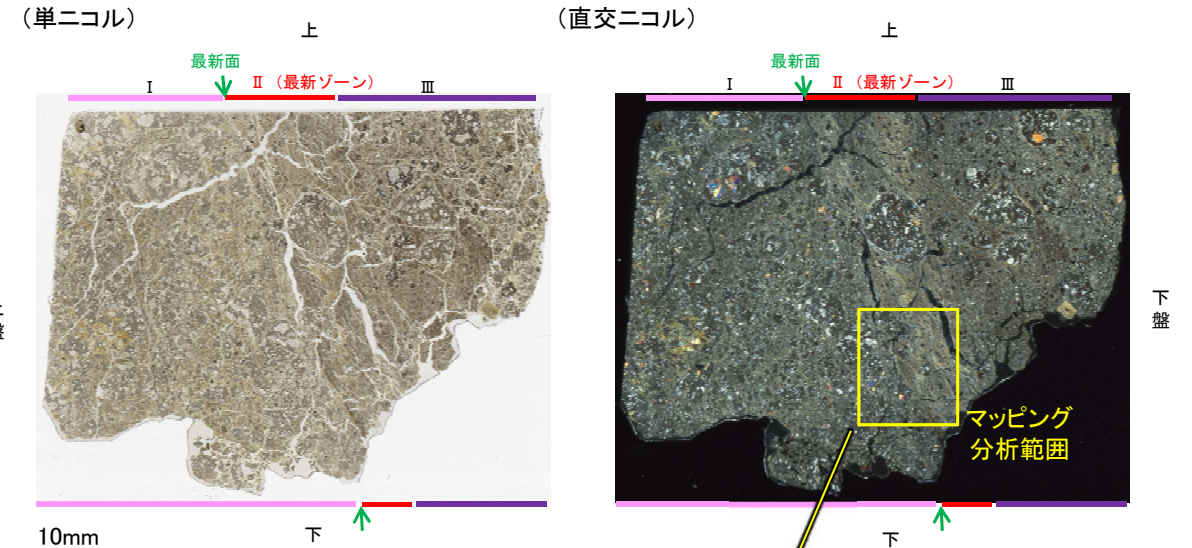 (単ニコル)
上
最新面
Ⅰ
Ⅱ (最新ゾーン)
Ⅲ
盤
10mm
下
(直交ニコル)
上
最新面
Ⅰ
Ⅱ (最新ゾーン)
Ⅲ
下
盤
マッピング
分析範囲
下